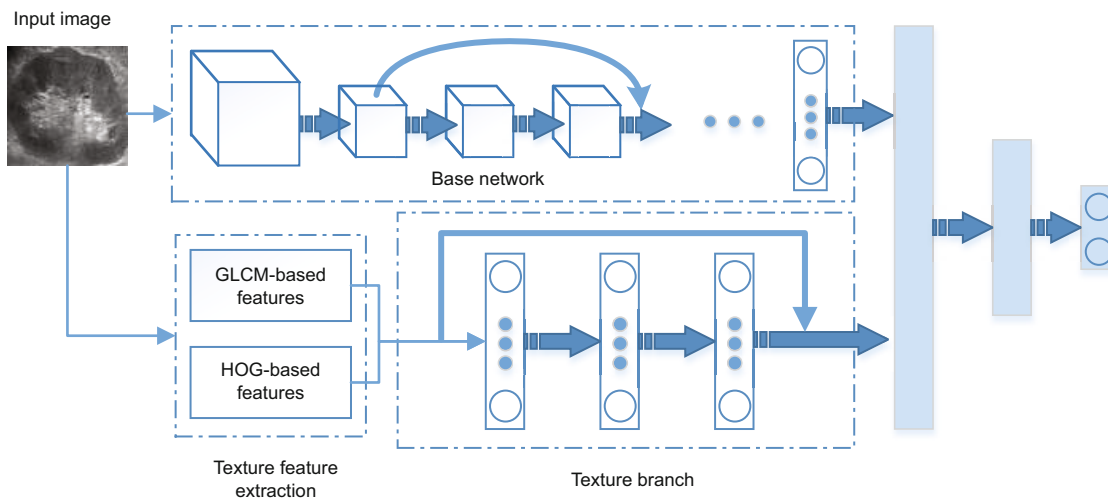 Input image
Base network
GLCM-based
features
HOG-based
features
Texture feature
extraction
Texture branch